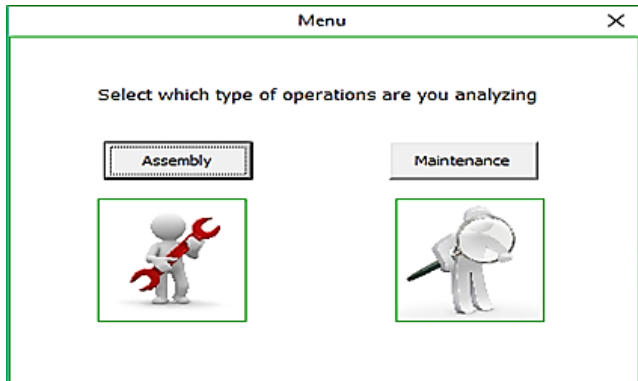 Menu
Select which type of operations are you analyzing
Assembly
Maintenance